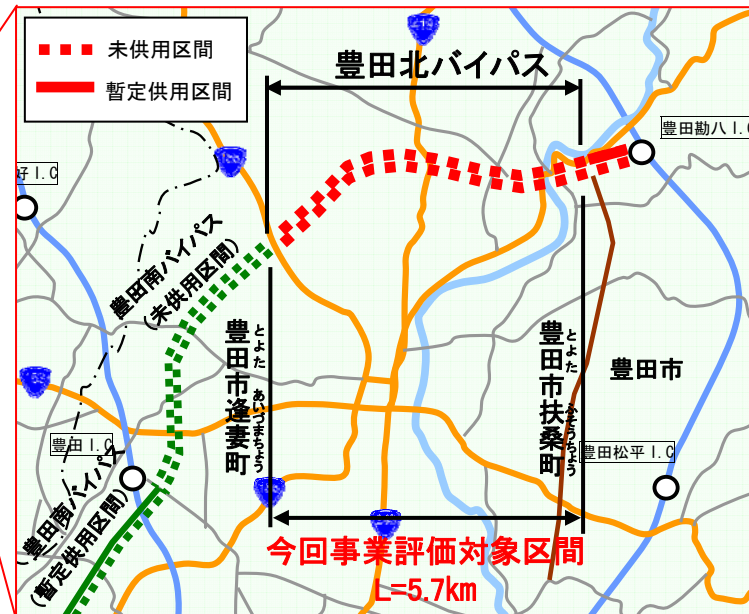 未供用区間
暫定供用区間
豊田北バイパス
豊田勘八 I.C
好 I.C
豊田南バイパス
(未供用区間)
豊田市逢妻町
とよた あいづまちょう
豊田市扶桑町
とよた ふそうちょう
豊田市
豊田 I.C
豊田松平 I.C
(豊田南バイパス
(暫定供用区間)
今回事業評価対象区間
L=5.7km